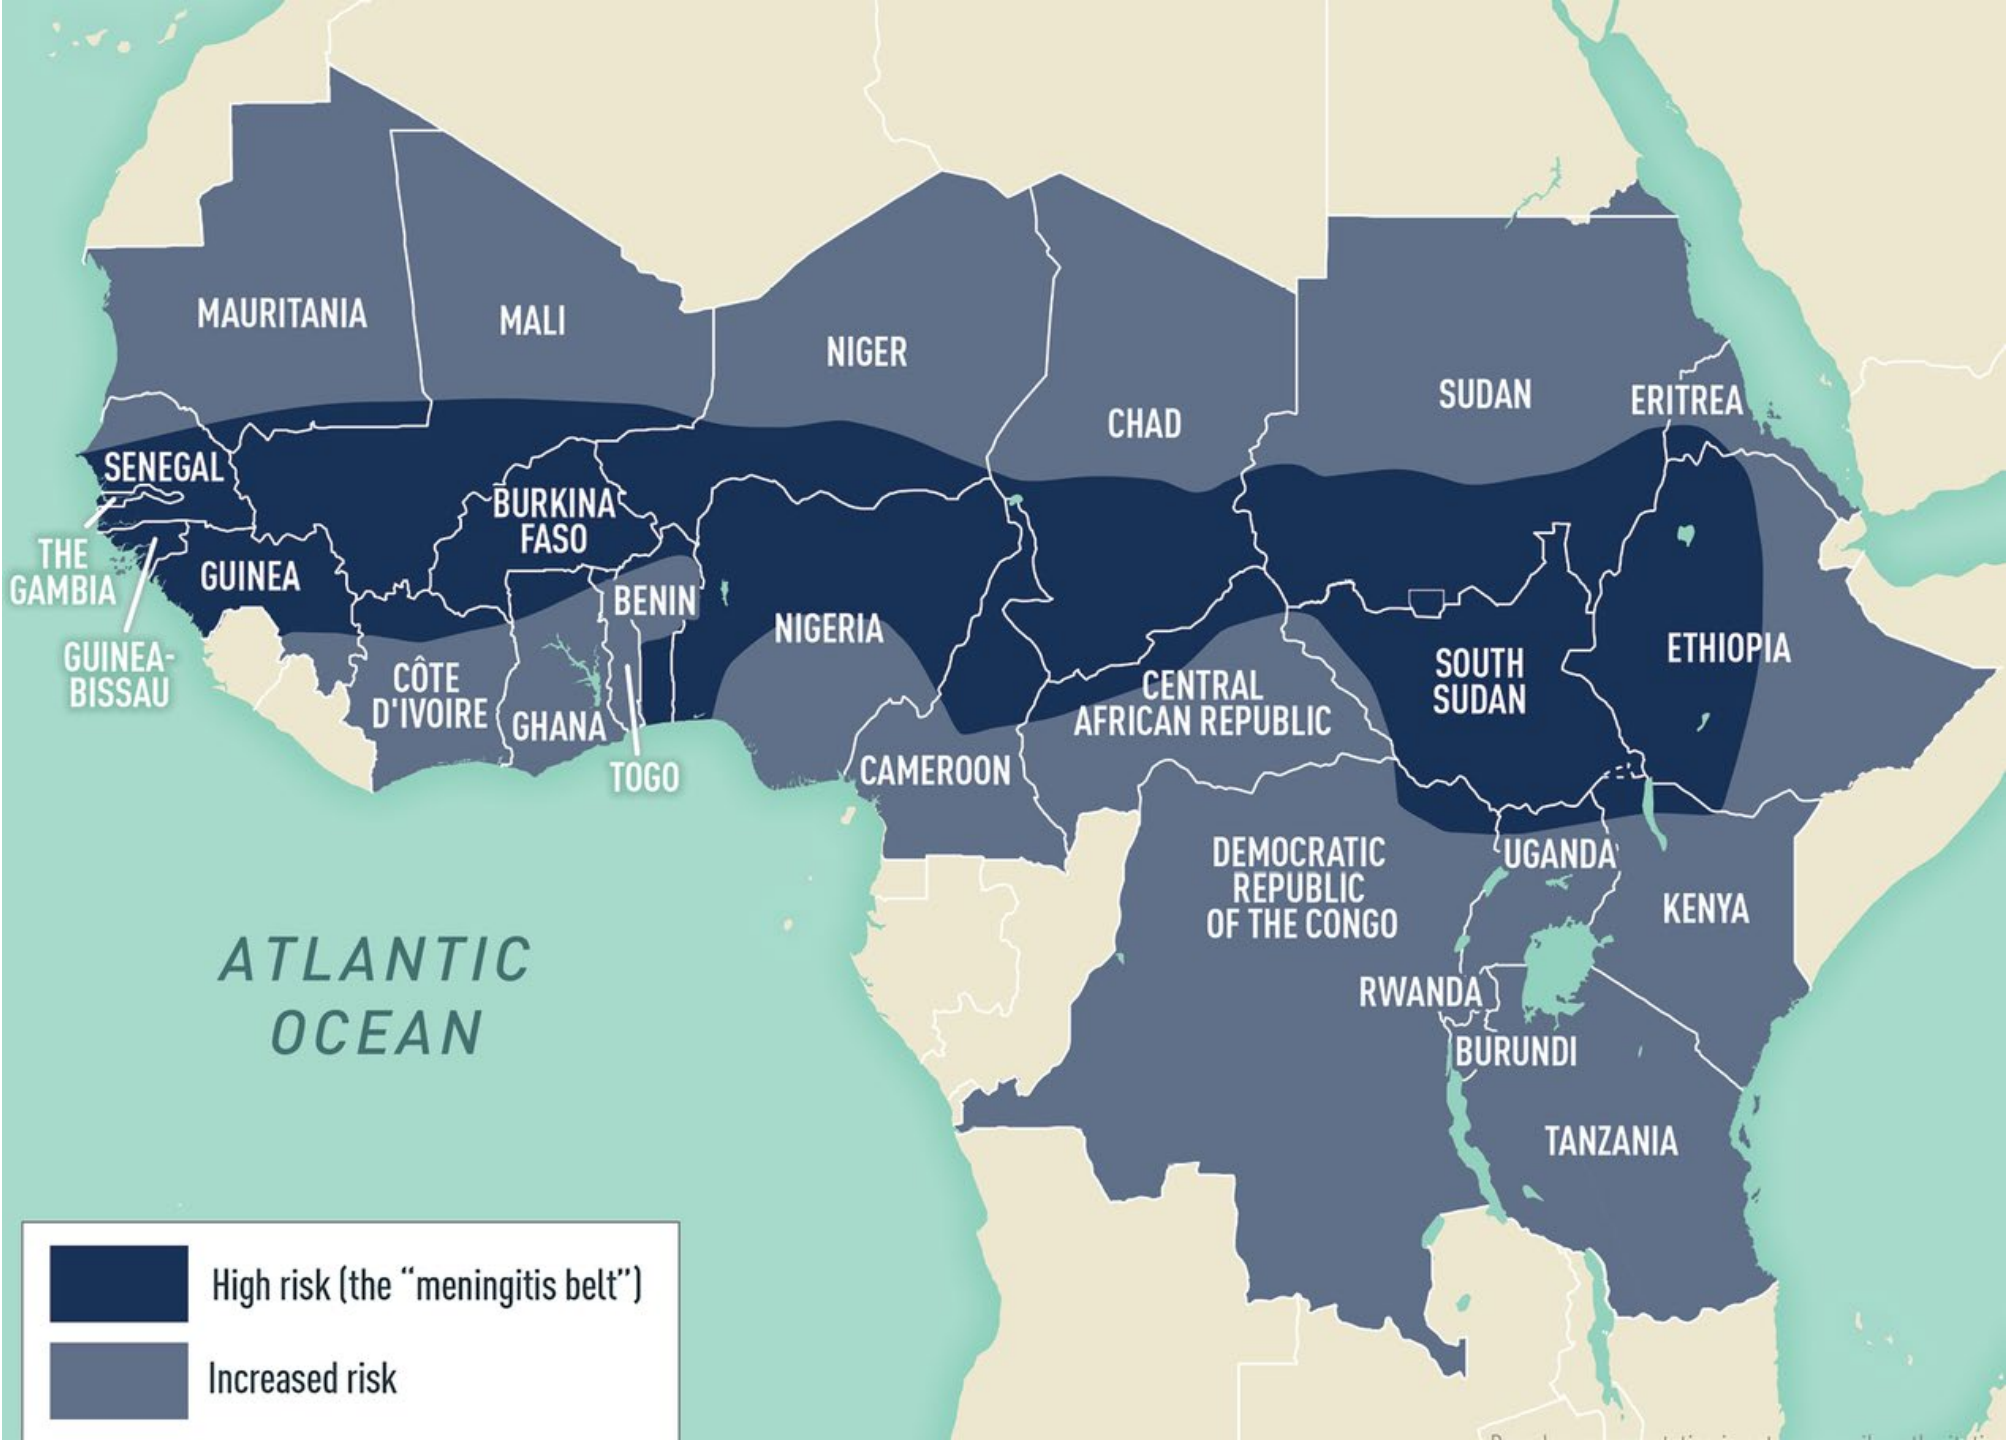 MAURITANIA
MALI
NIGER
CHAD
SUDAN
ERITREA
SENEGAL
BURKINA
FASO
THE
GAMBIA
GUINEA
GUINEA-
BISSAU
BENIN
NIGERIA
CÔTE
D'IVOIRE
GHANA
TOGO
CAMEROON
CENTRAL
AFRICAN REPUBLIC
SOUTH
SUDAN
ETHIOPIA
DEMOCRATIC
REPUBLIC
OF THE CONGO
UGANDA
KENYA
RWANDA
BURUNDI
TANZANIA
ATLANTIC
OCEAN
High risk (the “meningitis belt”)
Increased risk